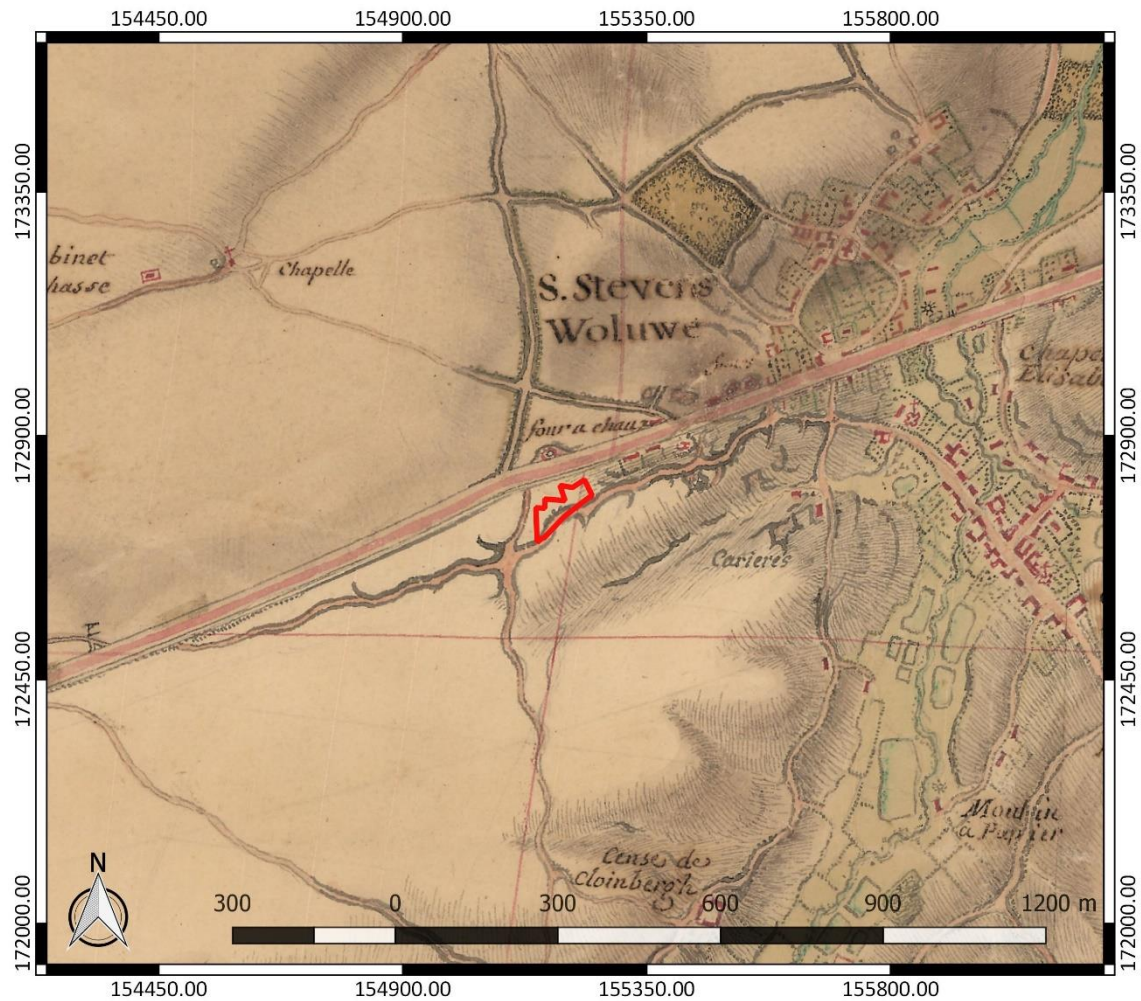 154450.00 154900.00 155350.00 155800.00
173350.00
173350.00
binet
hasse
Chapelle
S. Stevens
Woluwe
Chapel
Elisab
four a chaux
172900.00
172900.00
Carieres
172450.00
172450.00
Moulin
a Papier
Cense de
Cloinbergh
N
300 0 300 600 900 1200 m
172000.00
172000.00
154450.00 154900.00 155350.00 155800.00